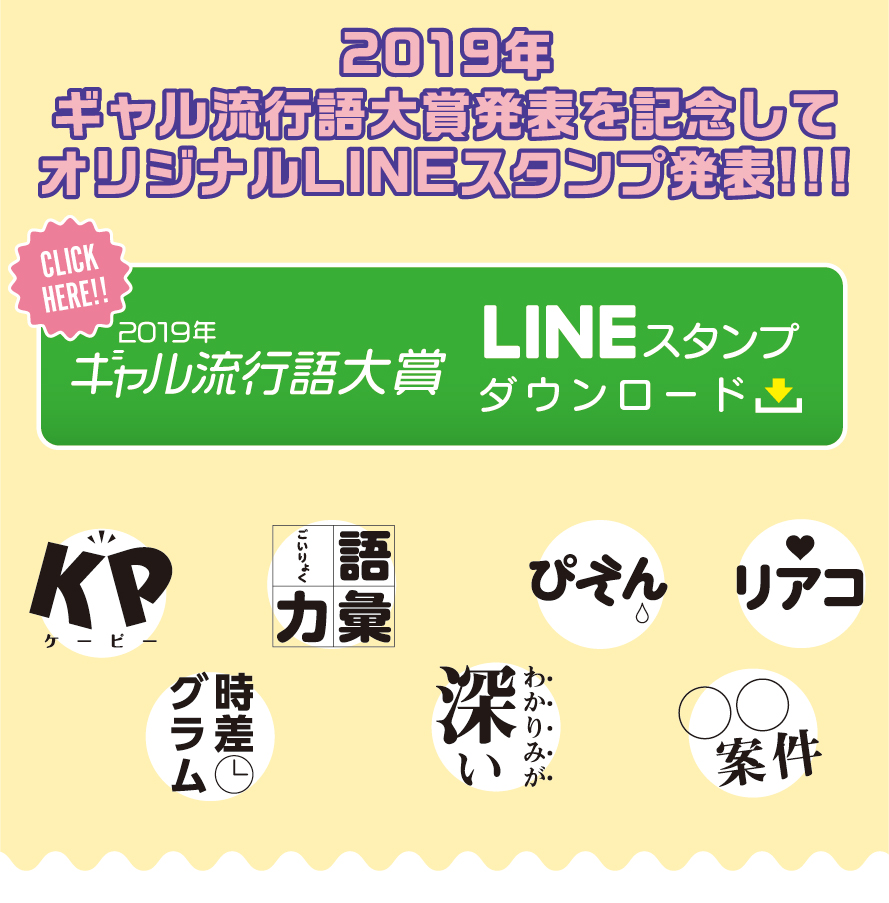 2019年
ギャル流行語大賞発表を記念して
オリジナルLINEスタンプ発表!!!
CLICK
HERE!!
2019年
ギャル流行語大賞
LINEスタンプ
ダウンロード
KP
ケーピー
語彙力
ごいりょく
ぴえん
リアコ
時差
グラム
わかりみが
深い
○○案件